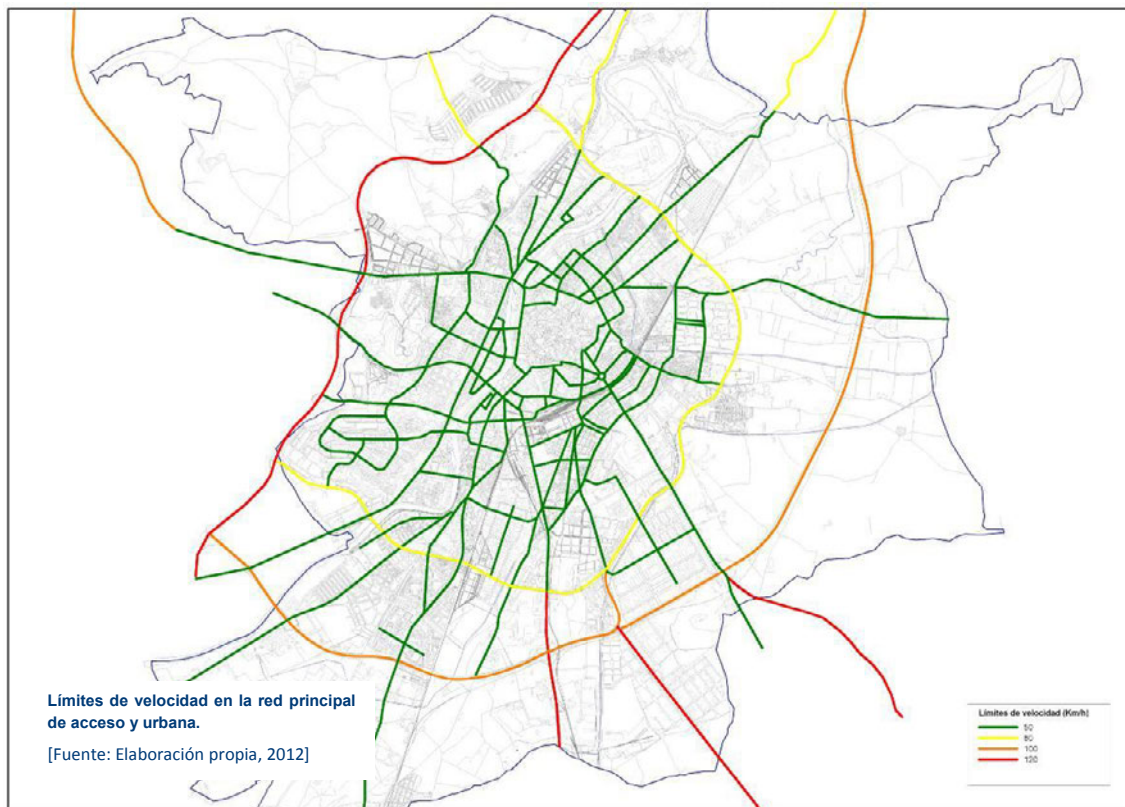 Límites de velocidad en la red principal
de acceso y urbana.
[Fuente: Elaboración propia, 2012]
Límites de velocidad (Km/h)
50
80
100
120